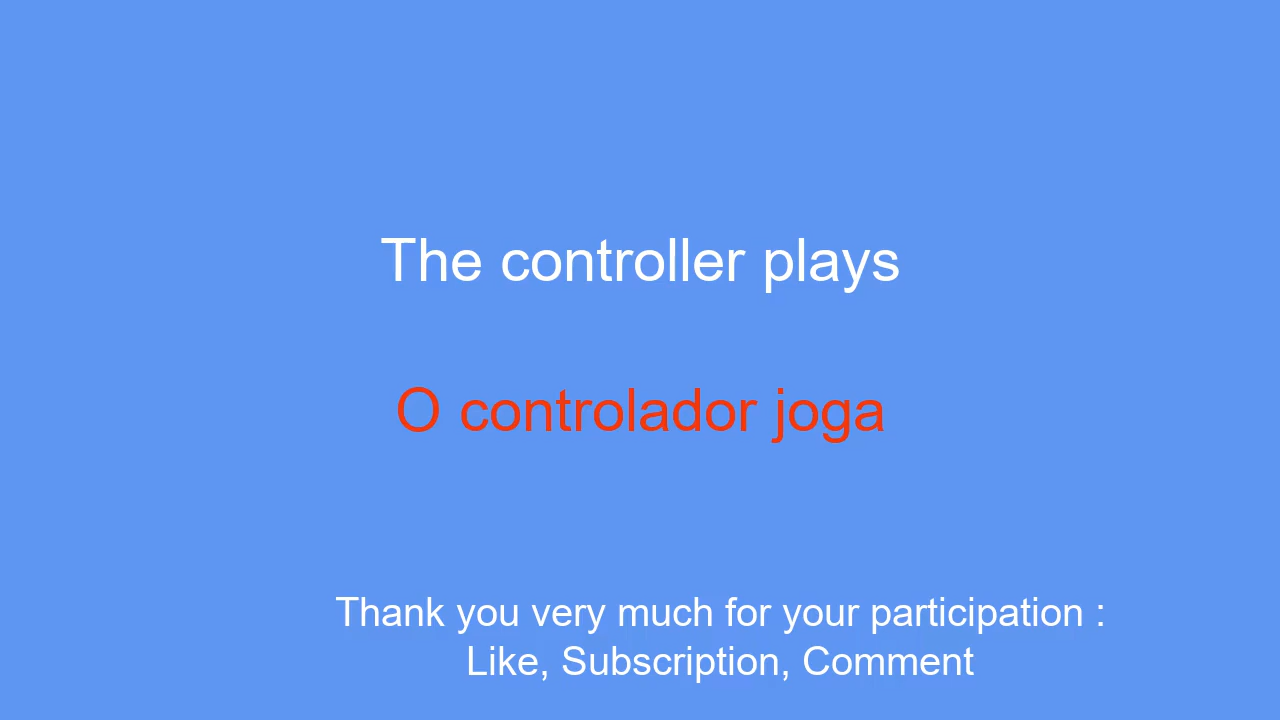 The controller plays
O controlador joga
Thank you very much for your participation :
Like, Subscription, Comment